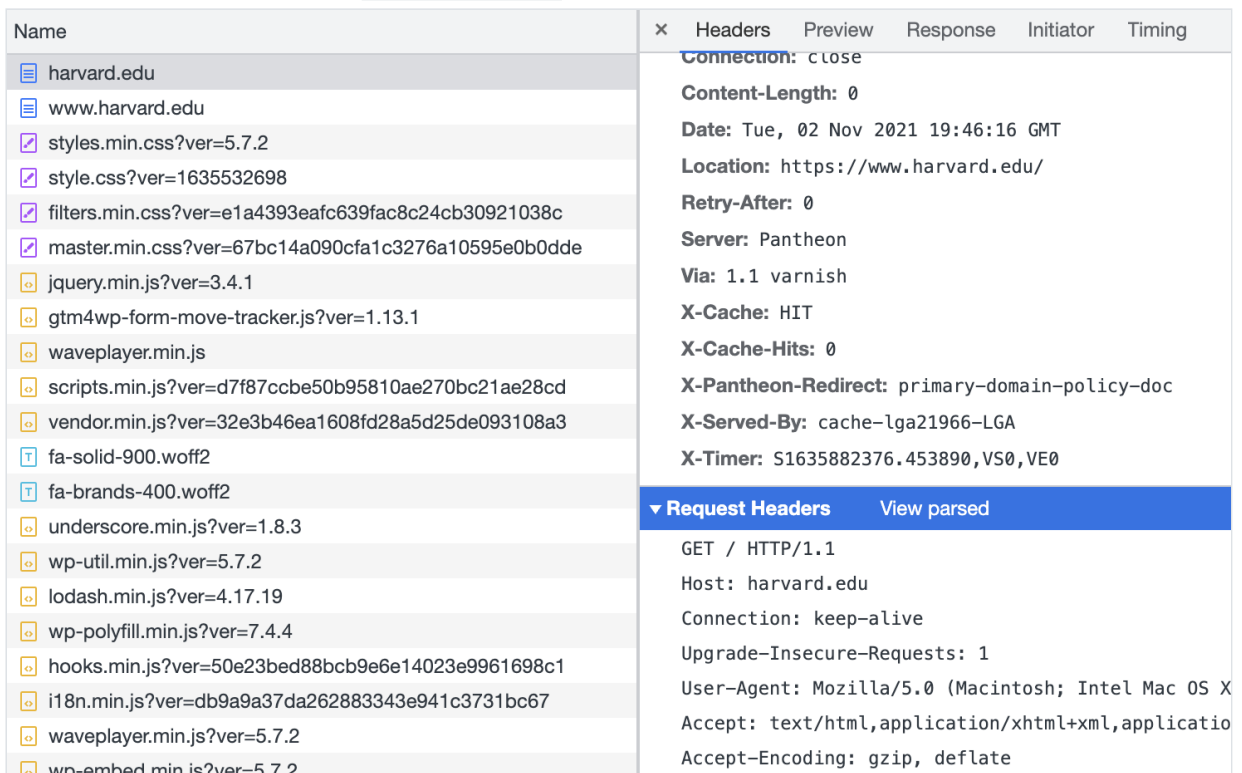 Name
harvard.edu
www.harvard.edu
styles.min.css?ver=5.7.2
style.css?ver=1635532698
filters.min.css?ver=e1a4393eafc639fac8c24cb30921038c
master.min.css?ver=67bc14a090cfa1c3276a10595e0b0dde
jquery.min.js?ver=3.4.1
gtm4wp-form-move-tracker.js?ver=1.13.1
waveplayer.min.js
scripts.min.js?ver=d7f87ccbe50b95810ae270bc21ae28cd
vendor.min.js?ver=32e3b46ea1608fd28a5d25de093108a3
fa-solid-900.woff2
fa-brands-400.woff2
underscore.min.js?ver=1.8.3
wp-util.min.js?ver=5.7.2
lodash.min.js?ver=4.17.19
wp-polyfill.min.js?ver=7.4.4
hooks.min.js?ver=50e23bed88bcb9e6e14023e9961698c1
i18n.min.js?ver=db9a9a37da262883343e941c3731bc67
waveplayer.min.js?ver=5.7.2
wp-embed.min.js?ver=5.7.2
× Headers Preview Response Initiator Timing
Connection: close
Content-Length: 0
Date: Tue, 02 Nov 2021 19:46:16 GMT
Location: https://www.harvard.edu/
Retry-After: 0
Server: Pantheon
Via: 1.1 varnish
X-Cache: HIT
X-Cache-Hits: 0
X-Pantheon-Redirect: primary-domain-policy-doc
X-Served-By: cache-lga21966-LGA
X-Timer: S1635882376.453890,VS0,VE0
▼ Request Headers View parsed
GET / HTTP/1.1
Host: harvard.edu
Connection: keep-alive
Upgrade-Insecure-Requests: 1
User-Agent: Mozilla/5.0 (Macintosh; Intel Mac OS X
Accept: text/html,application/xhtml+xml,applicatio
Accept-Encoding: gzip, deflate